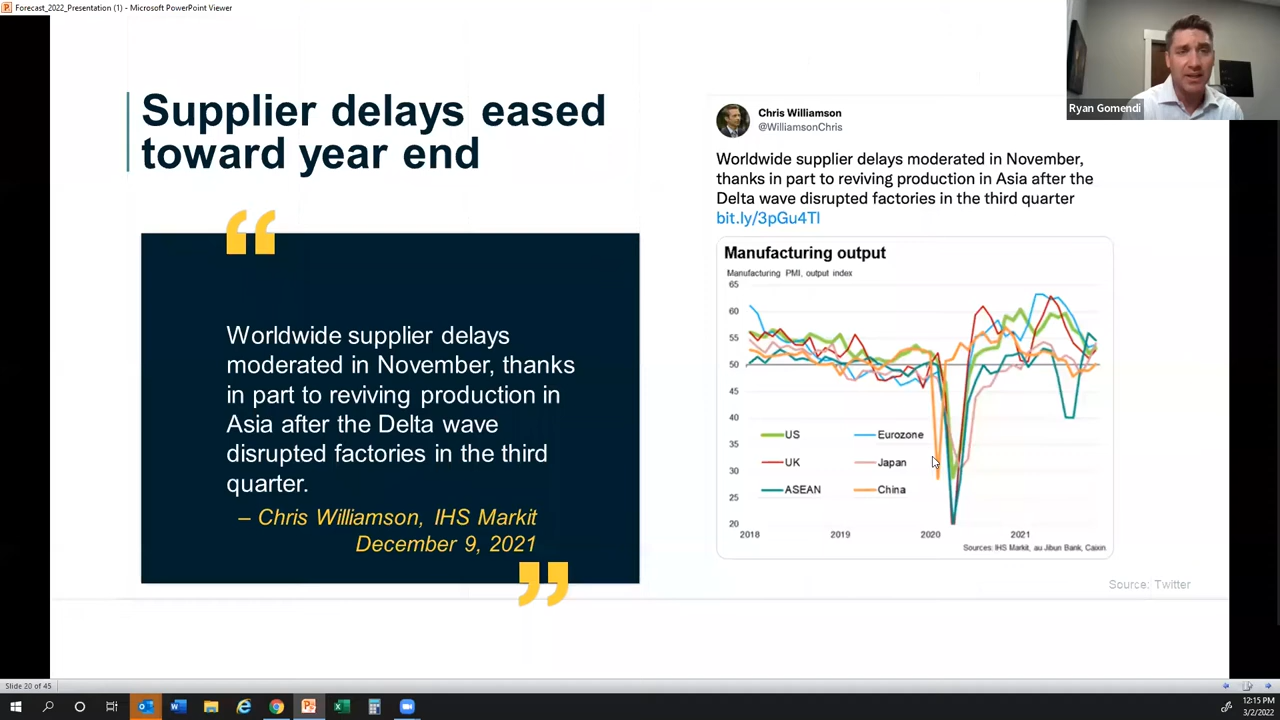 Forecast_2022_Presentation (1) - Microsoft PowerPoint Viewer
Ryan Gomendi
Supplier delays eased
toward year end
“
Worldwide supplier delays
moderated in November, thanks
in part to reviving production in
Asia after the Delta wave
disrupted factories in the third
quarter.
– Chris Williamson, IHS Markit
December 9, 2021
”
Chris Williamson
@WilliamsonChris
Worldwide supplier delays moderated in November,
thanks in part to reviving production in Asia after the
Delta wave disrupted factories in the third quarter
bit.ly/3pGu4Tl
Manufacturing output
Manufacturing PMI, output index
65
60
55
50
45
40
35
30
25
20
US
Eurozone
UK
Japan
ASEAN
China
2018 2019 2020 2021
Sources: IHS Markit, au Jibun Bank, Caixin.
Source: Twitter
Slide 20 of 45
12:15 PM
3/2/2022